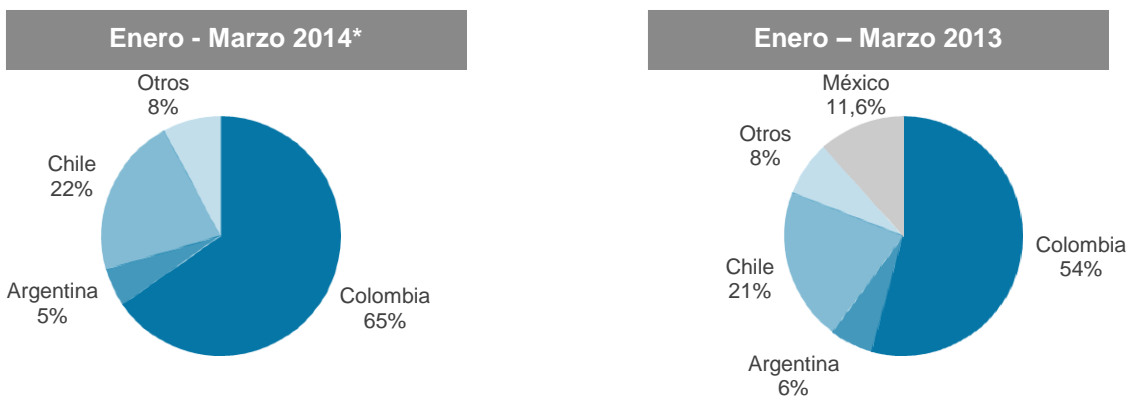 Enero - Marzo 2014*
Otros
8%
Chile
22%
Argentina
5%
Colombia
65%
Enero – Marzo 2013
México
11,6%
Otros
8%
Colombia
54%
Chile
21%
Argentina
6%